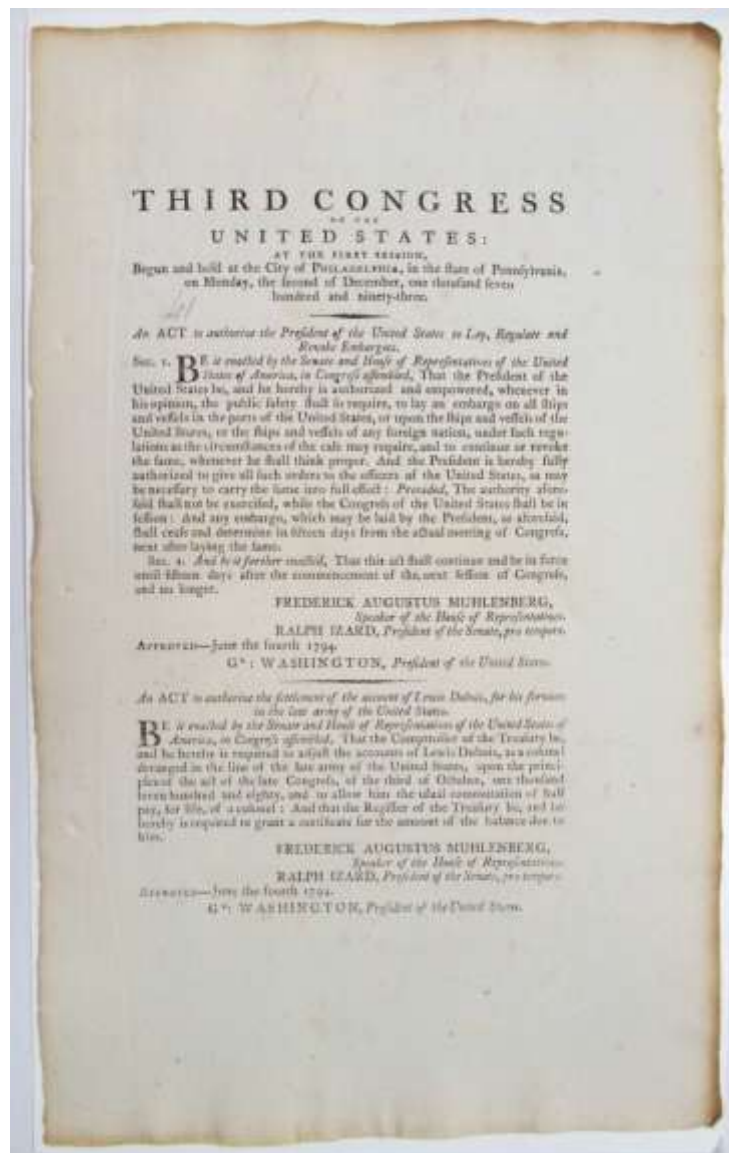 THIRD CONGRESS
OF THE
UNITED STATES:
AT THE FIRST SESSION,
Begun and held at the City of PHILADELPHIA, in the ſtate of Pennſylvania,
on Monday, the ſecond of December, one thouſand ſeven
hundred and ninety-three.
An ACT to authorize the Preſident of the United States to Lay, Regulate and
Revoke Embargoes.
SEC. 1. BE it enacted by the Senate and Houſe of Repreſentatives of the United
States of America, in Congreſs aſſembled, That the Preſident of the
United States be, and he hereby is authorized and empowered, whenever in
his opinion, the public ſafety ſhall ſo require, to lay an embargo on all ſhips
and veſſels in the ports of the United States, or upon the ſhips and veſſels of the
United States, or the ſhips and veſſels of any foreign nation, under ſuch regu-
lations as the circumſtances of the caſe may require, and to continue or revoke
the ſame, whenever he ſhall think proper. And the Preſident is hereby fully
authorized to give all ſuch orders to the officers of the United States, as may
be neceſſary to carry the ſame into full effect: Provided, The authority afore-
ſaid ſhall not be exerciſed, while the Congreſs of the United States ſhall be in
ſeſſion: And any embargo, which may be laid by the Preſident, as aforeſaid,
ſhall ceaſe and determine in fifteen days from the actual meeting of Congreſs,
next after laying the ſame.
SEC. 2. And be it further enacted, That this act ſhall continue and be in force
until fifteen days after the commencement of the next ſeſſion of Congreſs,
and no longer.
FREDERICK AUGUSTUS MUHLENBERG,
Speaker of the Houſe of Repreſentatives.
RALPH IZARD, Preſident of the Senate, pro tempore.
APPROVED—June the fourth 1794.
Go: WASHINGTON, Preſident of the United States.
An ACT to authorize the ſettlement of the account of Lewis Dubois, for his ſervices
in the late army of the United States.
BE it enacted by the Senate and Houſe of Repreſentatives of the United States of
America, in Congreſs aſſembled, That the Comptroller of the Treaſury be,
and he hereby is required to adjuſt the accounts of Lewis Dubois, as a colonel
deranged in the line of the late army of the United States, upon the princi-
ples of the act of the late Congreſs, of the third of October, one thouſand
ſeven hundred and eighty, and to allow him the uſual commutation of half
pay, for life, of a colonel: And that the Regiſter of the Treaſury be, and he
hereby is required to grant a certificate for the amount of the balance due to
him.
FREDERICK AUGUSTUS MUHLENBERG,
Speaker of the Houſe of Repreſentatives.
RALPH IZARD, Preſident of the Senate, pro tempore.
APPROVED—June the fourth 1794.
Go: WASHINGTON, Preſident of the United States.